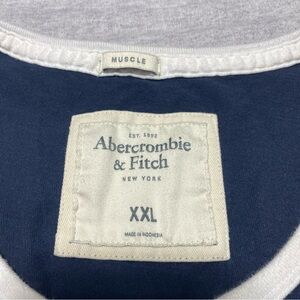 MUSCLE
EST. 1892
Abercrombie
& Fitch
NEW YORK
XXL
MADE IN INDONESIA